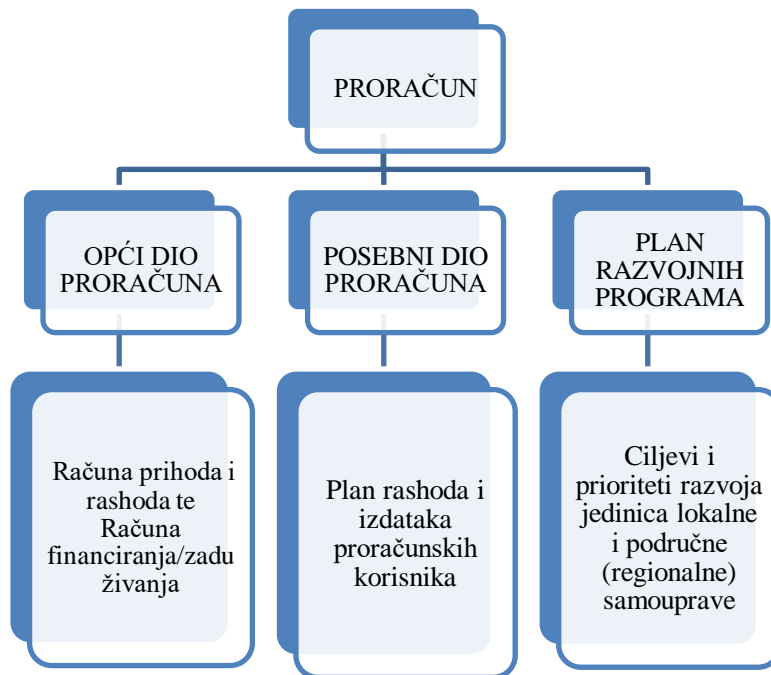 PRORAČUN
OPĆI DIO
PRORAČUNA
POSEBNI DIO
PRORAČUNA
PLAN
RAZVOJNIH
PROGRAMA
Računa prihoda i
rashoda te
Računa
financiranja/zadu
živanja
Plan rashoda i
izdataka
proračunskih
korisnika
Ciljevi i
prioriteti razvoja
jedinica lokalne
i područne
(regionalne)
samouprave